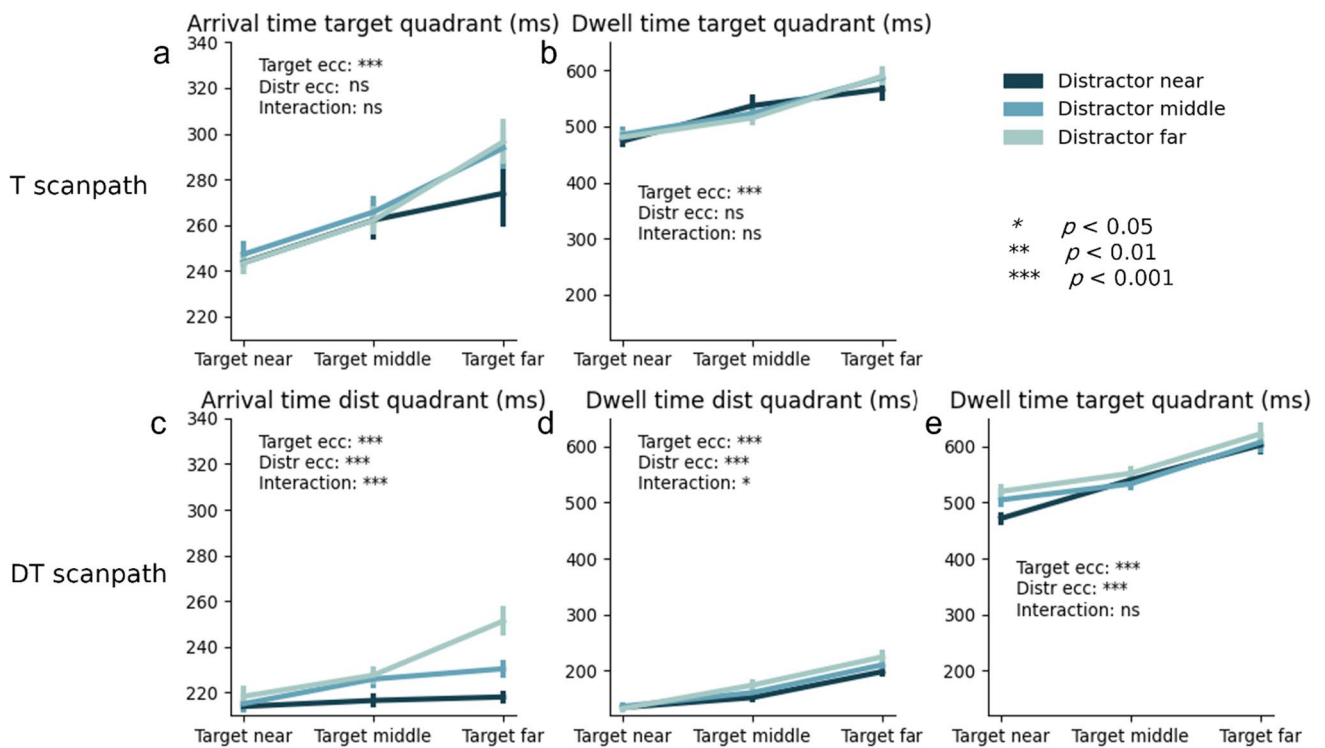 Arrival time target quadrant (ms)
Dwell time target quadrant (ms)
a
b
340
320
300
280
260
240
220
Target ecc: ***
Distr ecc: ns
Interaction: ns
Target near
Target middle
Target far
600
500
400
300
200
Target ecc: ***
Distr ecc: ns
Interaction: ns
Target near
Target middle
Target far
Distractor near
Distractor middle
Distractor far
* p < 0.05
** p < 0.01
*** p < 0.001
T scanpath
Arrival time dist quadrant (ms)
Dwell time dist quadrant (ms)
Dwell time target quadrant (ms)
c
d
e
340
320
300
280
260
240
220
Target ecc: ***
Distr ecc: ***
Interaction: ***
Target near
Target middle
Target far
600
500
400
300
200
Target ecc: ***
Distr ecc: ***
Interaction: *
Target near
Target middle
Target far
600
500
400
300
200
Target ecc: ***
Distr ecc: ***
Interaction: ns
Target near
Target middle
Target far
DT scanpath